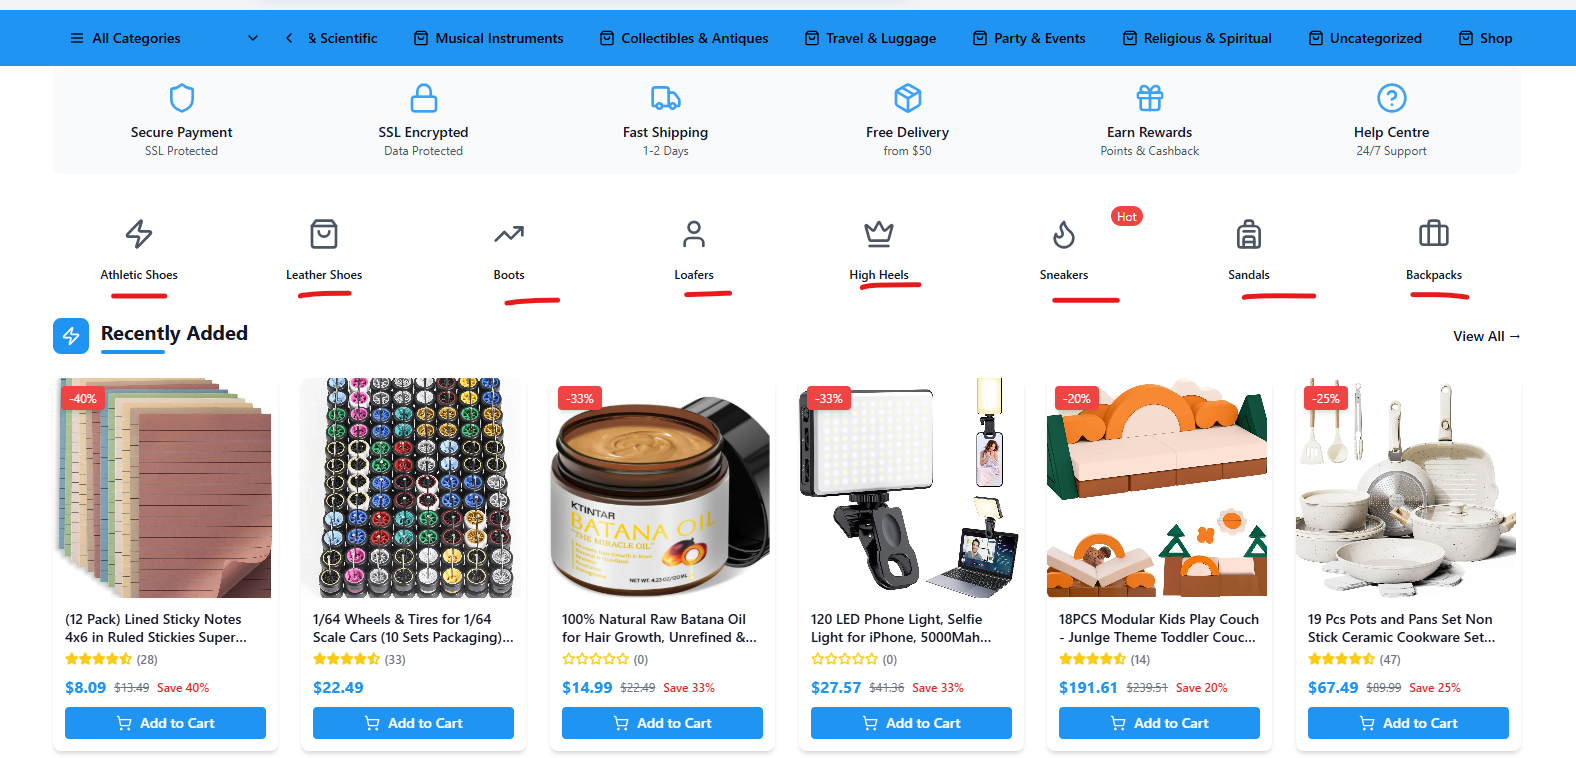 All Categories
& Scientific
Musical Instruments
Collectibles & Antiques
Travel & Luggage
Party & Events
Religious & Spiritual
Uncategorized
Shop
Secure Payment
SSL Protected
SSL Encrypted
Data Protected
Fast Shipping
1-2 Days
Free Delivery
from $50
Earn Rewards
Points & Cashback
Help Centre
24/7 Support
Athletic Shoes
Leather Shoes
Boots
Loafers
High Heels
Hot
Sneakers
Sandals
Backpacks
Recently Added
View All →
-40%
(12 Pack) Lined Sticky Notes
4x6 in Ruled Stickies Super...
(28)
$8.09 $13.49 Save 40%
Add to Cart
1/64 Wheels & Tires for 1/64
Scale Cars (10 Sets Packaging)...
(33)
$22.49
Add to Cart
-33%
KTINTAR
BATANA OIL
"THE MIRACLE OIL"
NET WT. 4.23 OZ/120ML
100% Natural Raw Batana Oil
for Hair Growth, Unrefined &...
(0)
$14.99 $22.49 Save 33%
Add to Cart
-33%
120 LED Phone Light, Selfie
Light for iPhone, 5000Mah...
(0)
$27.57 $41.36 Save 33%
Add to Cart
-20%
18PCS Modular Kids Play Couch
- Junlge Theme Toddler Couc...
(14)
$191.61 $239.51 Save 20%
Add to Cart
-25%
19 Pcs Pots and Pans Set Non
Stick Ceramic Cookware Set...
(47)
$67.49 $89.99 Save 25%
Add to Cart